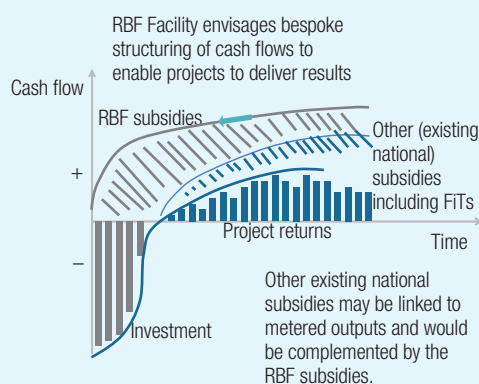 RBF Facility envisages bespoke
structuring of cash flows to
enable projects to deliver results
Cash flow
RBF subsidies
Other (existing
national)
subsidies
including FiTs
+
Project returns
Time
–
Investment
Other existing national
subsidies may be linked to
metered outputs and would
be complemented by the
RBF subsidies.